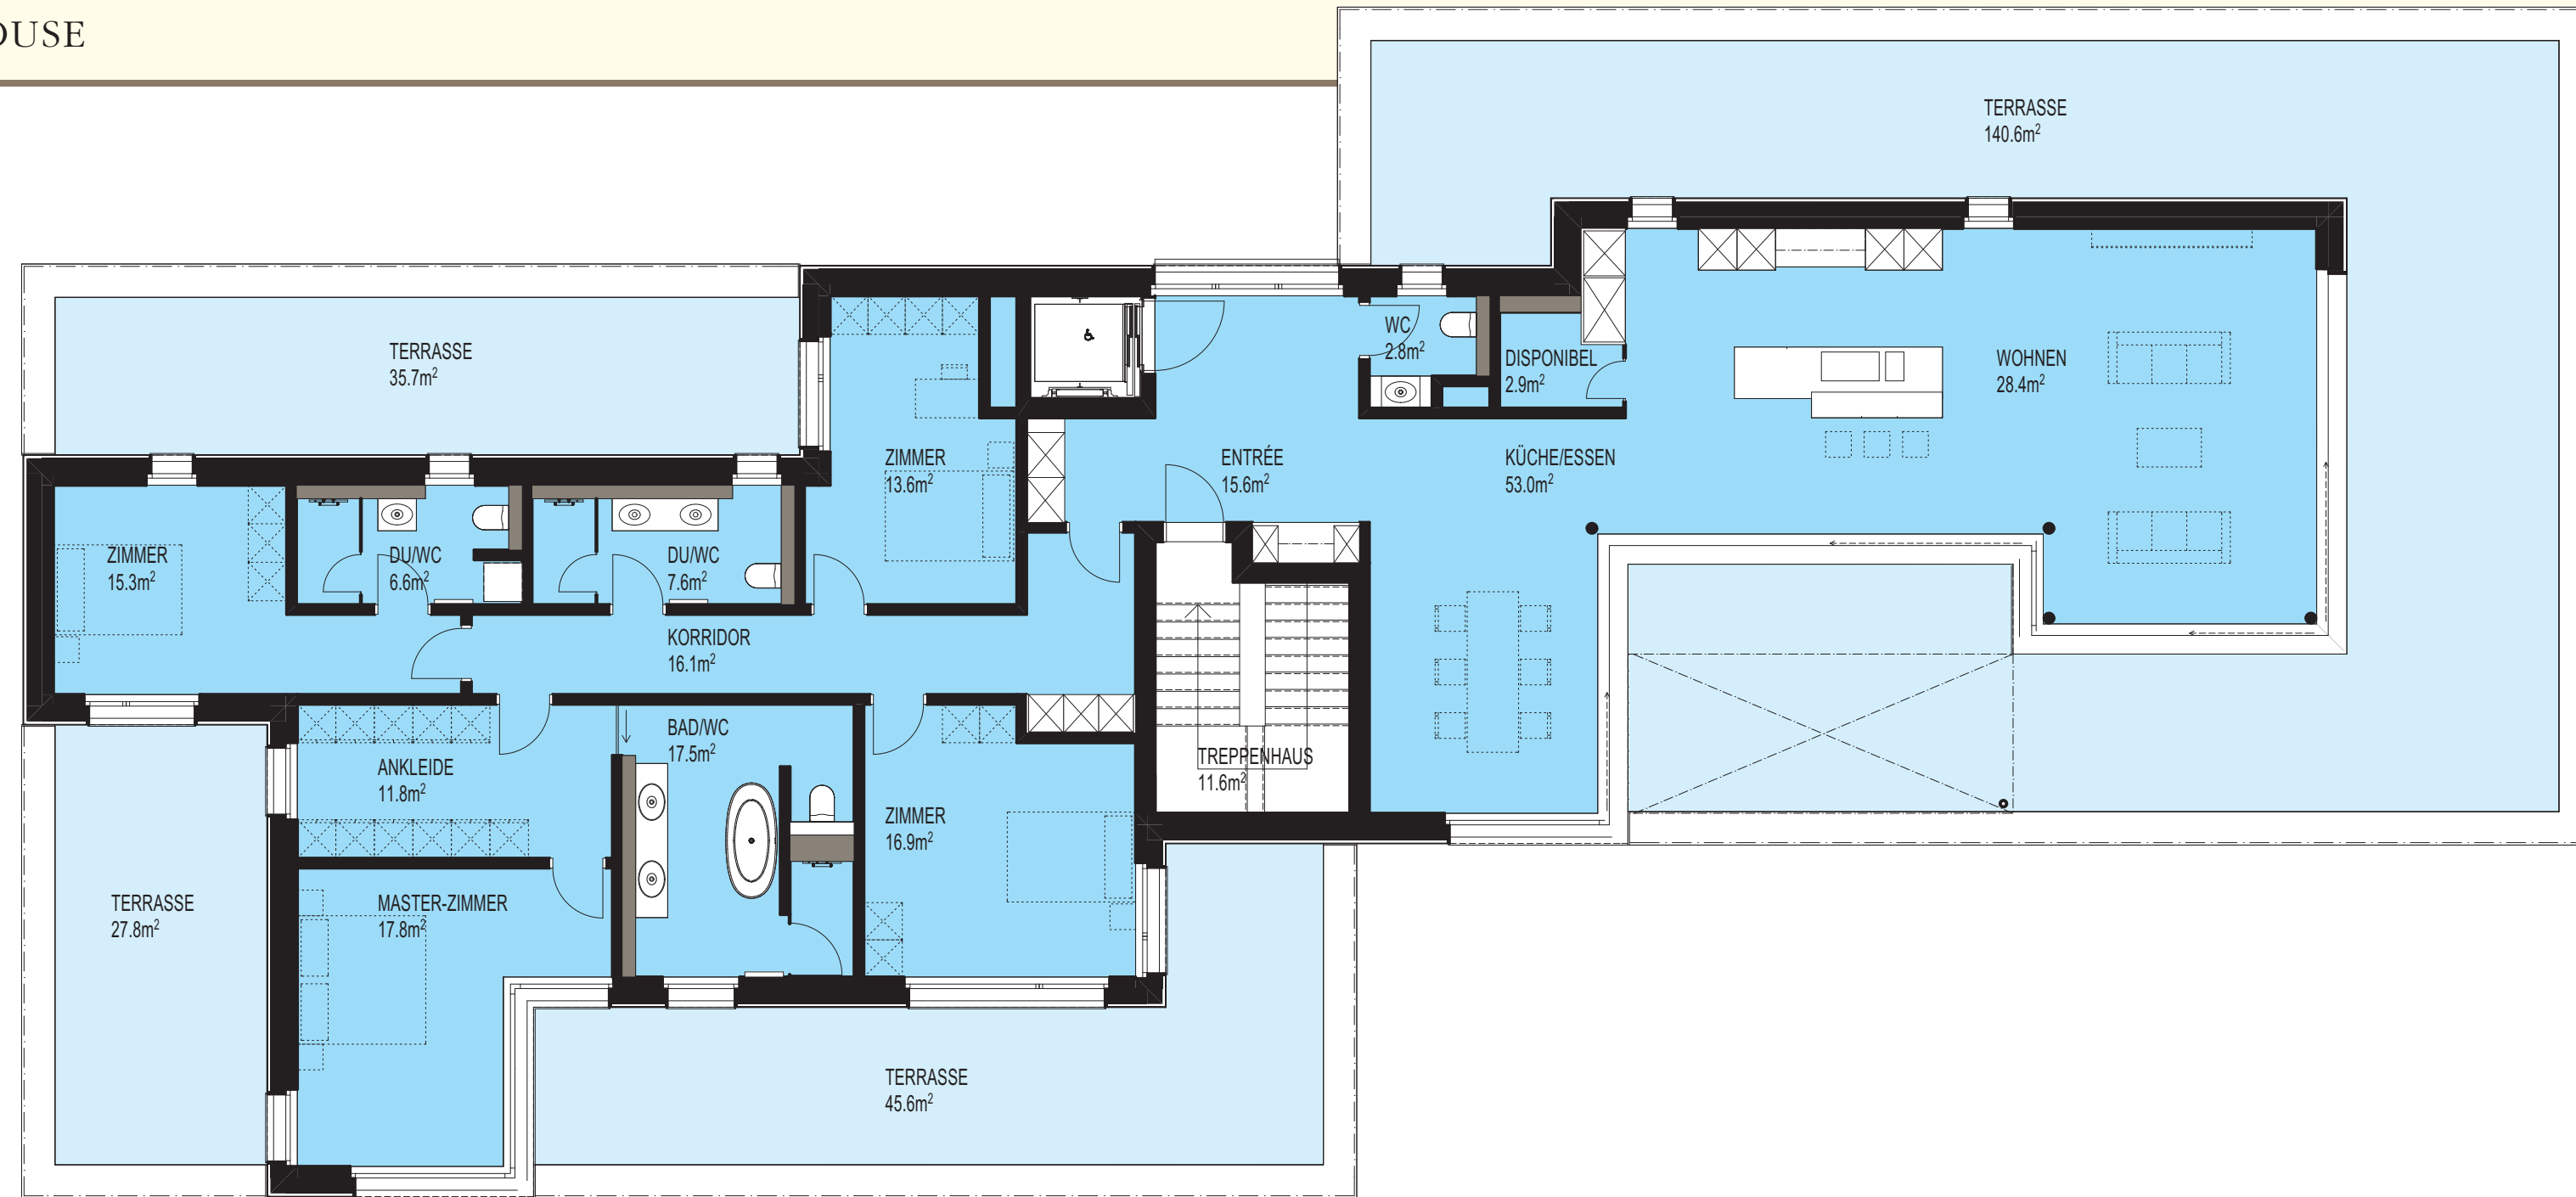 OUSE
TERRASSE
140.6m²
TERRASSE
35.7m²
WC
2.8m²
DISPONIBEL
2.9m²
WOHNEN
28.4m²
ZIMMER
13.6m²
ENTRÉE
15.6m²
KÜCHE/ESSEN
53.0m²
ZIMMER
15.3m²
DU/WC
6.6m²
DU/WC
7.6m²
KORRIDOR
16.1m²
BAD/WC
17.5m²
TREPPENHAUS
11.6m²
ANKLEIDE
11.8m²
ZIMMER
16.9m²
TERRASSE
27.8m²
MASTER-ZIMMER
17.8m²
TERRASSE
45.6m²